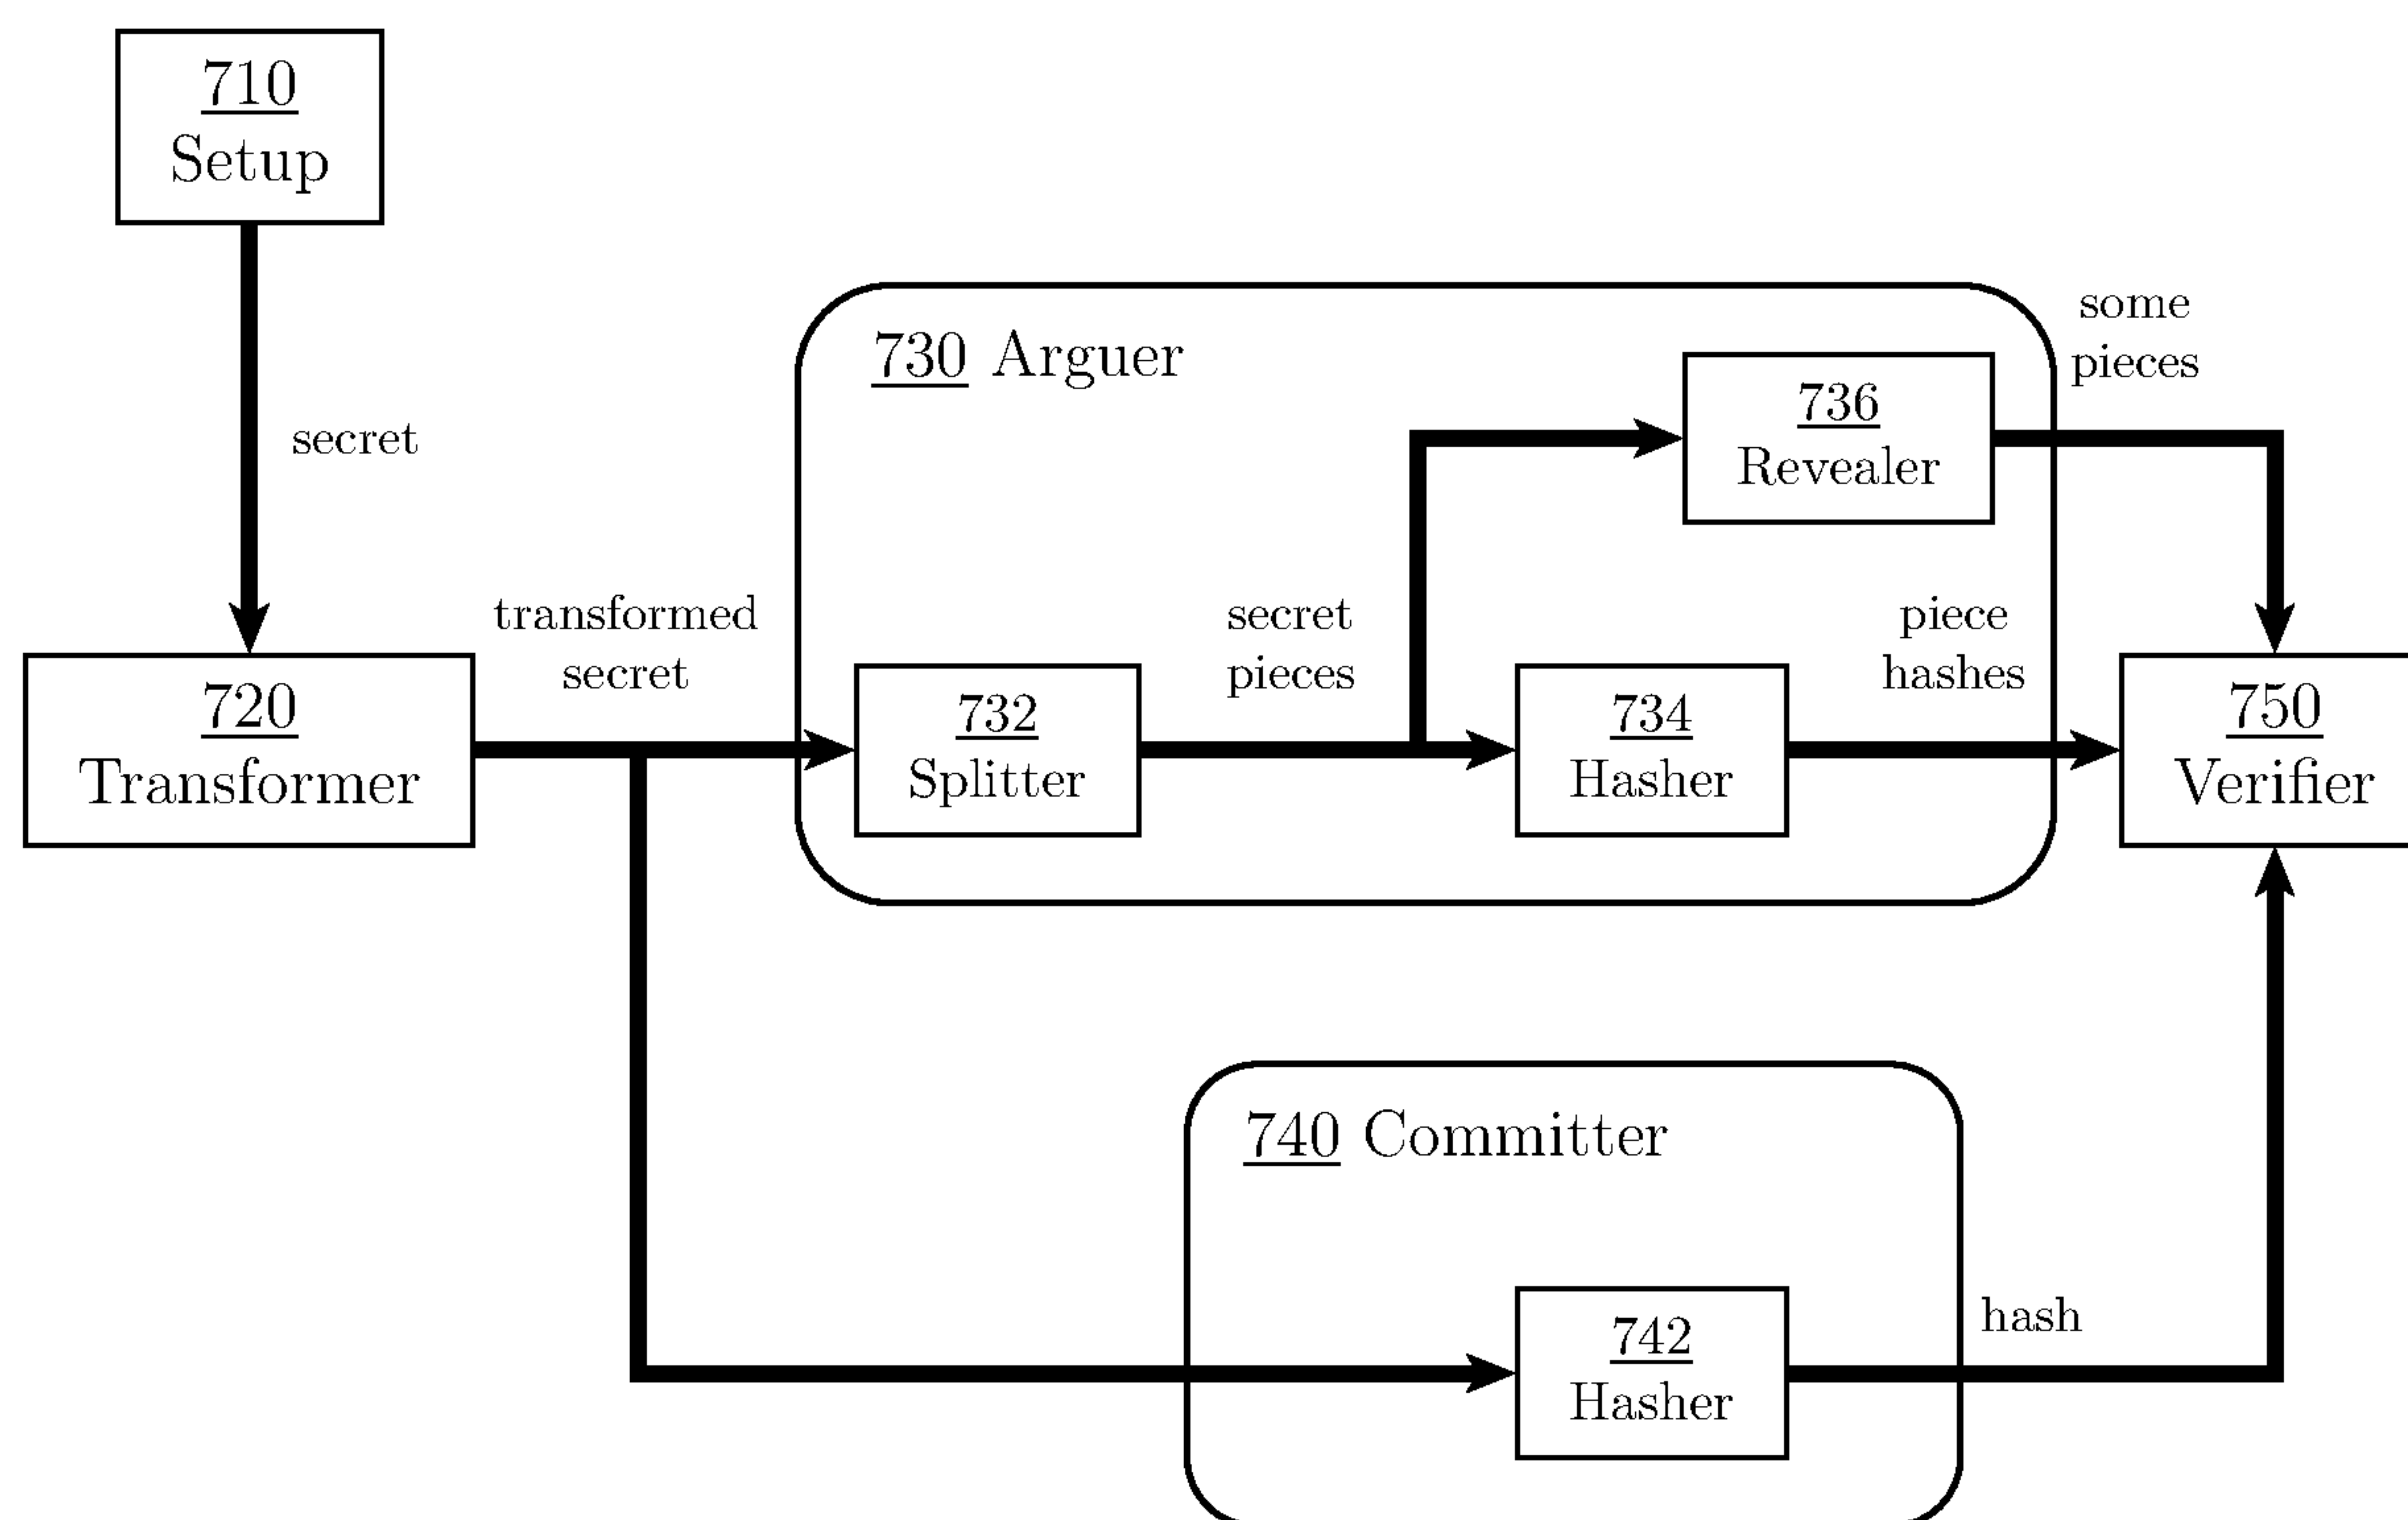 710
Setup
secret
730 Arguer
some
pieces
736
Revealer
transformed
secret
secret
pieces
piece
hashes
720
Transformer
732
Splitter
734
Hasher
750
Verifier
740 Committer
742
Hasher
hash